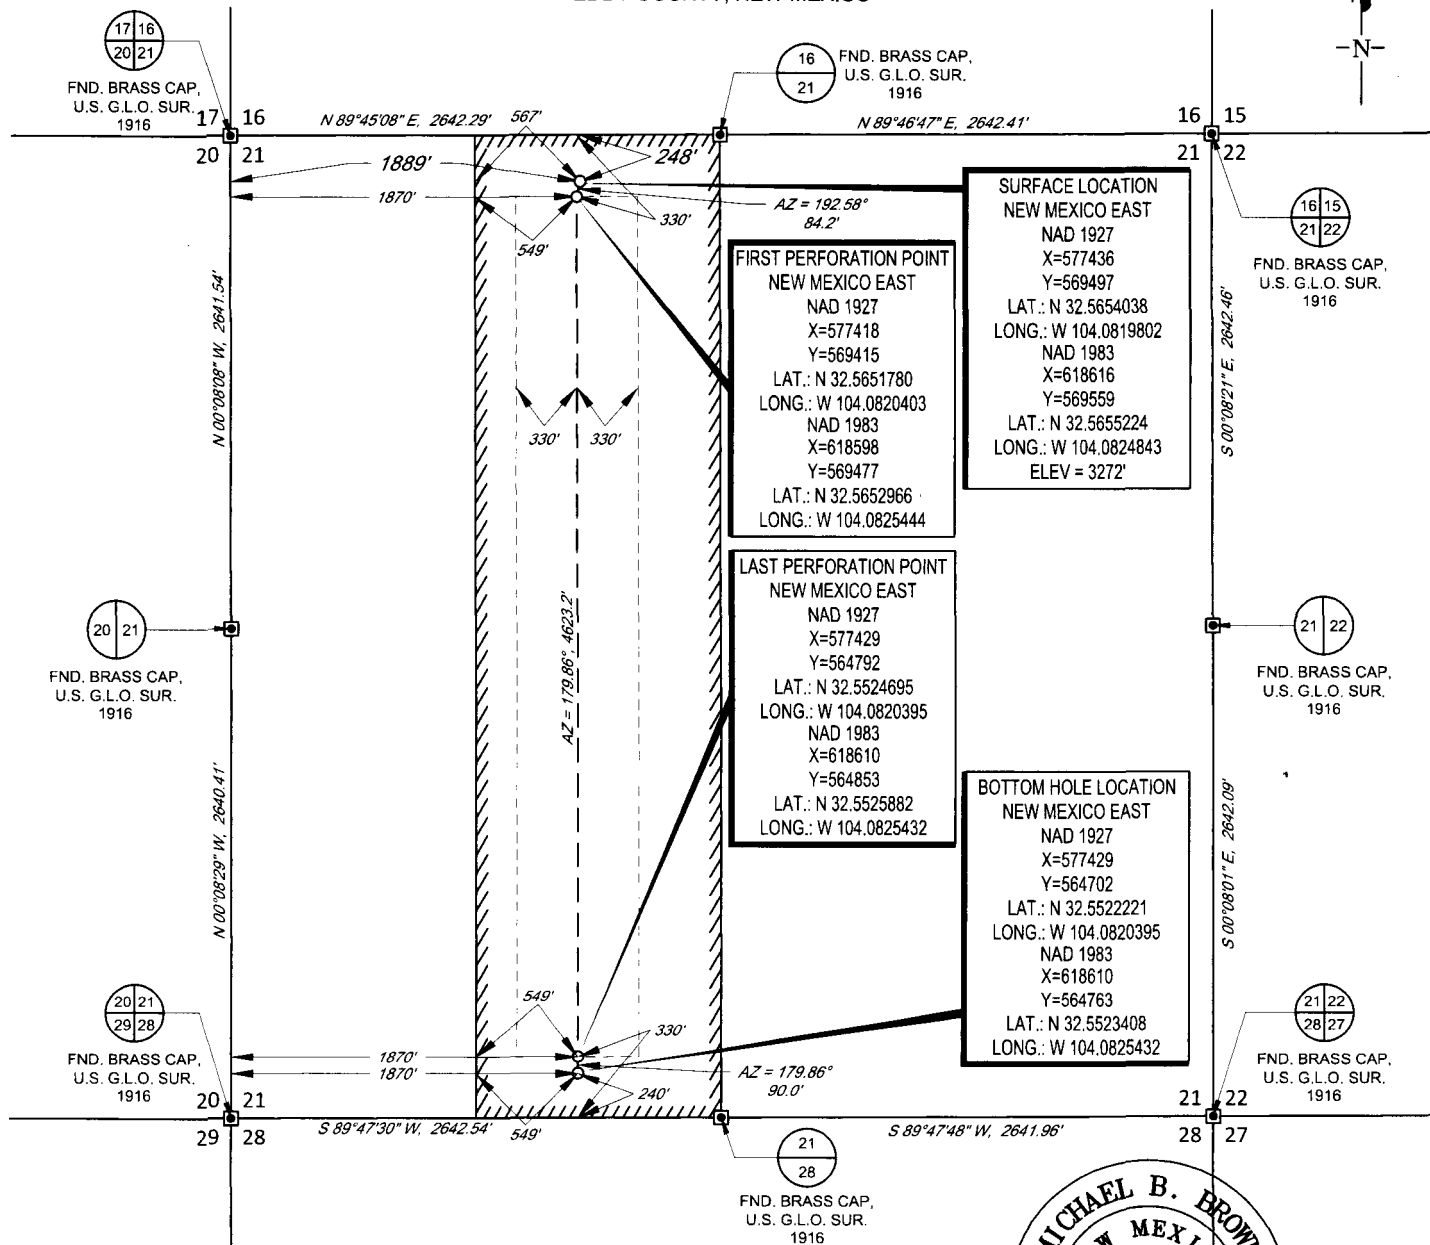 17 16
20 21
FND. BRASS CAP,
U.S. G.L.O. SUR.
1916
16
21
FND. BRASS CAP,
U.S. G.L.O. SUR.
1916
-N-
17 16
20 21
N 89°45'08" E, 2642.29'
567'
N 89°46'47" E, 2642.41'
16 15
21 22
1889'
248'
1870'
AZ = 192.58°
84.2'
330'
549'
16 15
21 22
FND. BRASS CAP,
U.S. G.L.O. SUR.
1916
SURFACE LOCATION
NEW MEXICO EAST
NAD 1927
X=577436
Y=569497
LAT.: N 32.5654038
LONG.: W 104.0819802
NAD 1983
X=618616
Y=569559
LAT.: N 32.5655224
LONG.: W 104.0824843
ELEV = 3272'
FIRST PERFORATION POINT
NEW MEXICO EAST
NAD 1927
X=577418
Y=569415
LAT.: N 32.5651780
LONG.: W 104.0820403
NAD 1983
X=618598
Y=569477
LAT.: N 32.5652966
LONG.: W 104.0825444
N 00°08'08" W, 2641.54'
S 00°08'21" E, 2642.46'
330'
330'
LAST PERFORATION POINT
NEW MEXICO EAST
NAD 1927
X=577429
Y=564792
LAT.: N 32.5524695
LONG.: W 104.0820395
NAD 1983
X=618610
Y=564853
LAT.: N 32.5525882
LONG.: W 104.0825432
20 21
FND. BRASS CAP,
U.S. G.L.O. SUR.
1916
AZ = 179.86°, 4623.2'
21 22
FND. BRASS CAP,
U.S. G.L.O. SUR.
1916
BOTTOM HOLE LOCATION
NEW MEXICO EAST
NAD 1927
X=577429
Y=564702
LAT.: N 32.5522221
LONG.: W 104.0820395
NAD 1983
X=618610
Y=564763
LAT.: N 32.5523408
LONG.: W 104.0825432
N 00°08'29" W, 2640.41'
S 00°08'01" E, 2642.09'
20 21
29 28
FND. BRASS CAP,
U.S. G.L.O. SUR.
1916
549'
330'
1870'
1870'
AZ = 179.86°
90.0'
240'
549'
21 22
28 27
FND. BRASS CAP,
U.S. G.L.O. SUR.
1916
20 21
29 28
S 89°47'30" W, 2642.54'
S 89°47'48" W, 2641.96'
21 22
28 27
21
28
FND. BRASS CAP,
U.S. G.L.O. SUR.
1916
MICHAEL B. BROW
W MEXI